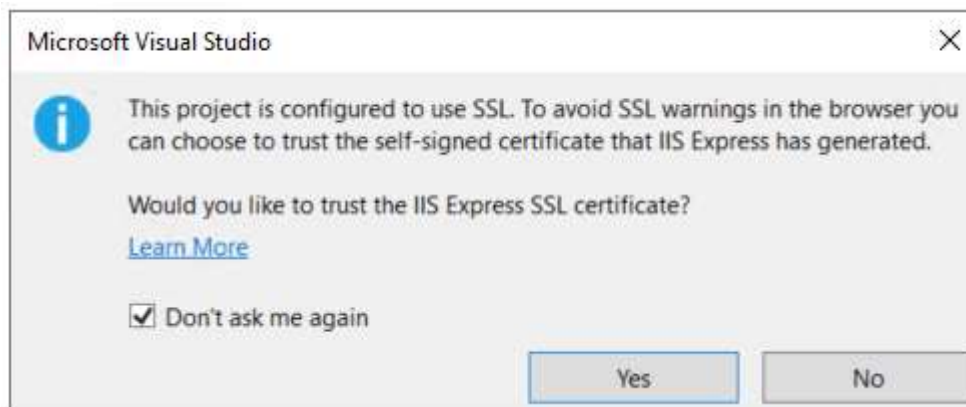 Microsoft Visual Studio
This project is configured to use SSL. To avoid SSL warnings in the browser you
can choose to trust the self-signed certificate that IIS Express has generated.
Would you like to trust the IIS Express SSL certificate?
Learn More
Don't ask me again
Yes No